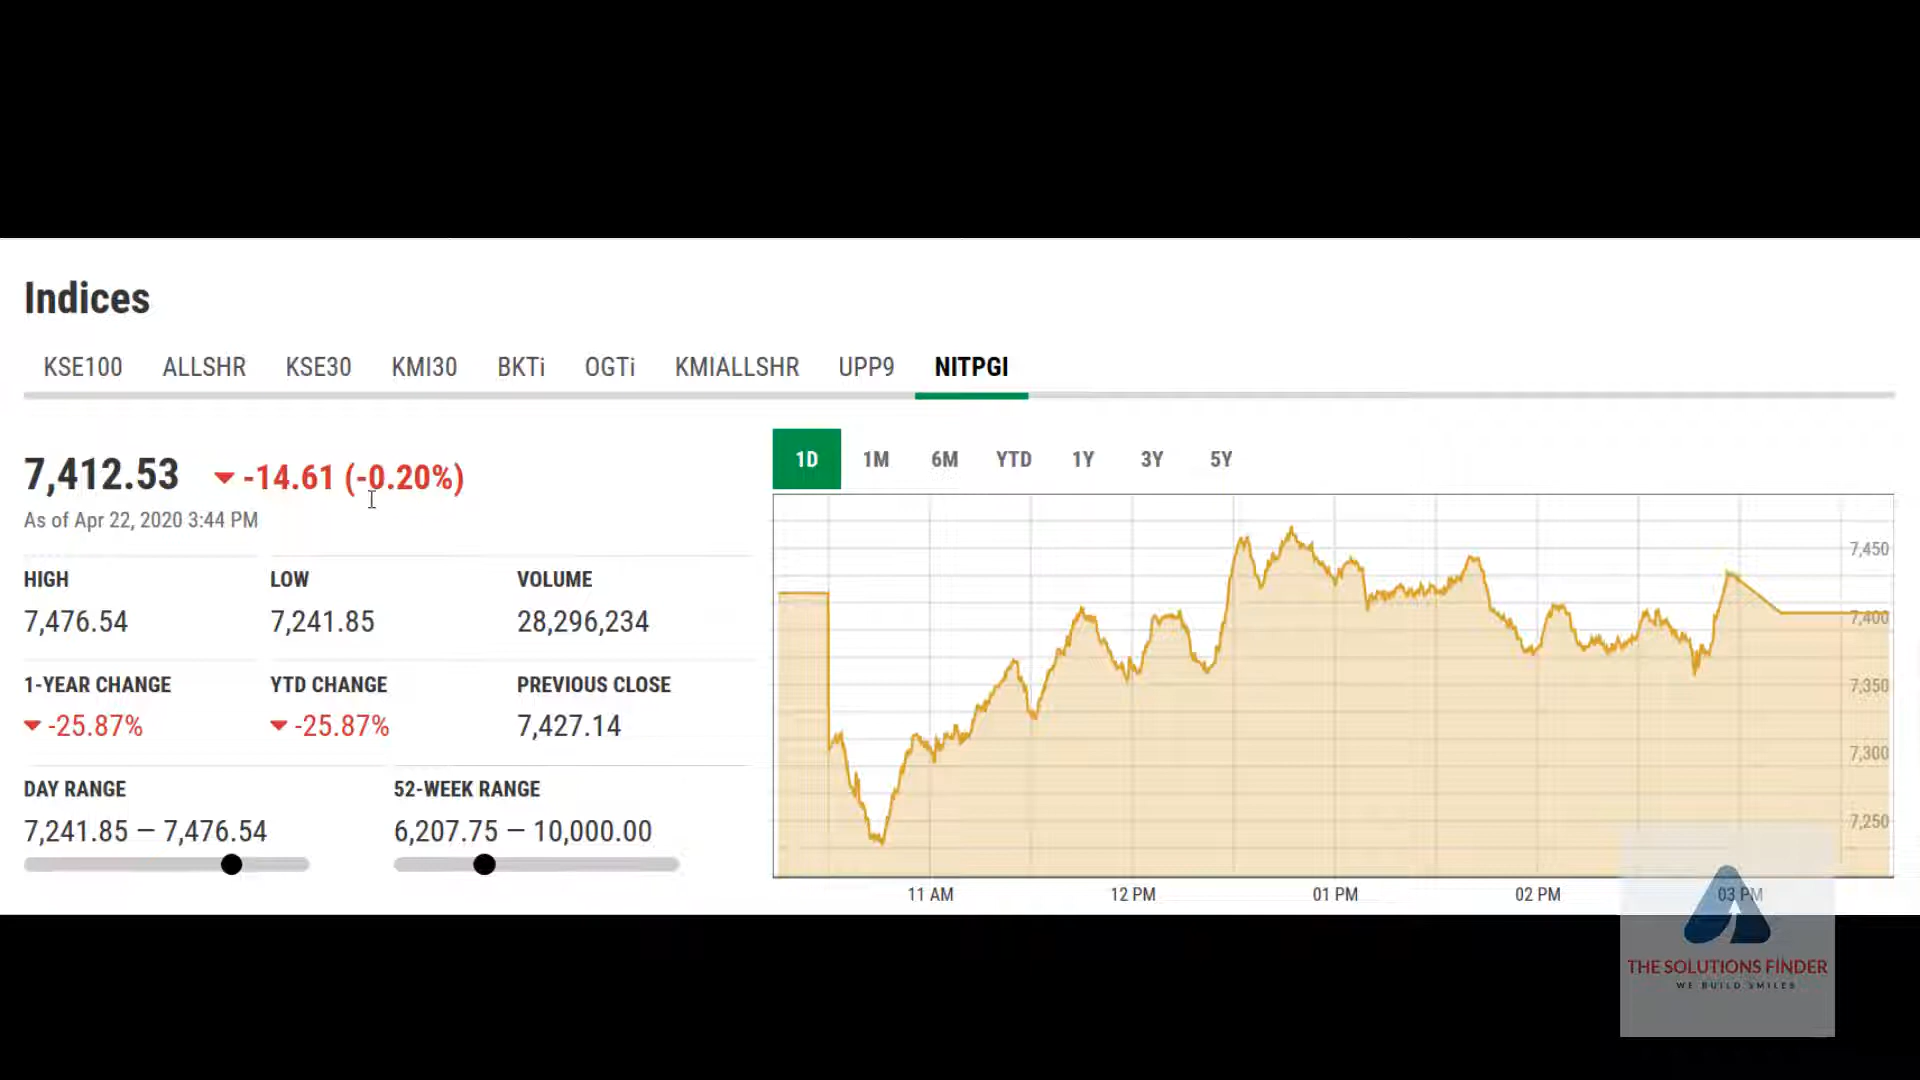 Indices
KSE100 ALLSHR KSE30 KMI30 BKTi OGTi KMIALLSHR UPP9 NITPGI
7,412.53 -14.61 (-0.20%)
As of Apr 22, 2020 3:44 PM
HIGH LOW VOLUME
7,476.54 7,241.85 28,296,234
1-YEAR CHANGE YTD CHANGE PREVIOUS CLOSE
-25.87% -25.87% 7,427.14
DAY RANGE 52-WEEK RANGE
7,241.85 — 7,476.54 6,207.75 — 10,000.00
1D 1M 6M YTD 1Y 3Y 5Y
7,450
7,400
7,350
7,300
7,250
11 AM 12 PM 01 PM 02 PM 03 PM
THE SOLUTIONS FINDER
WE BUILD SMILES